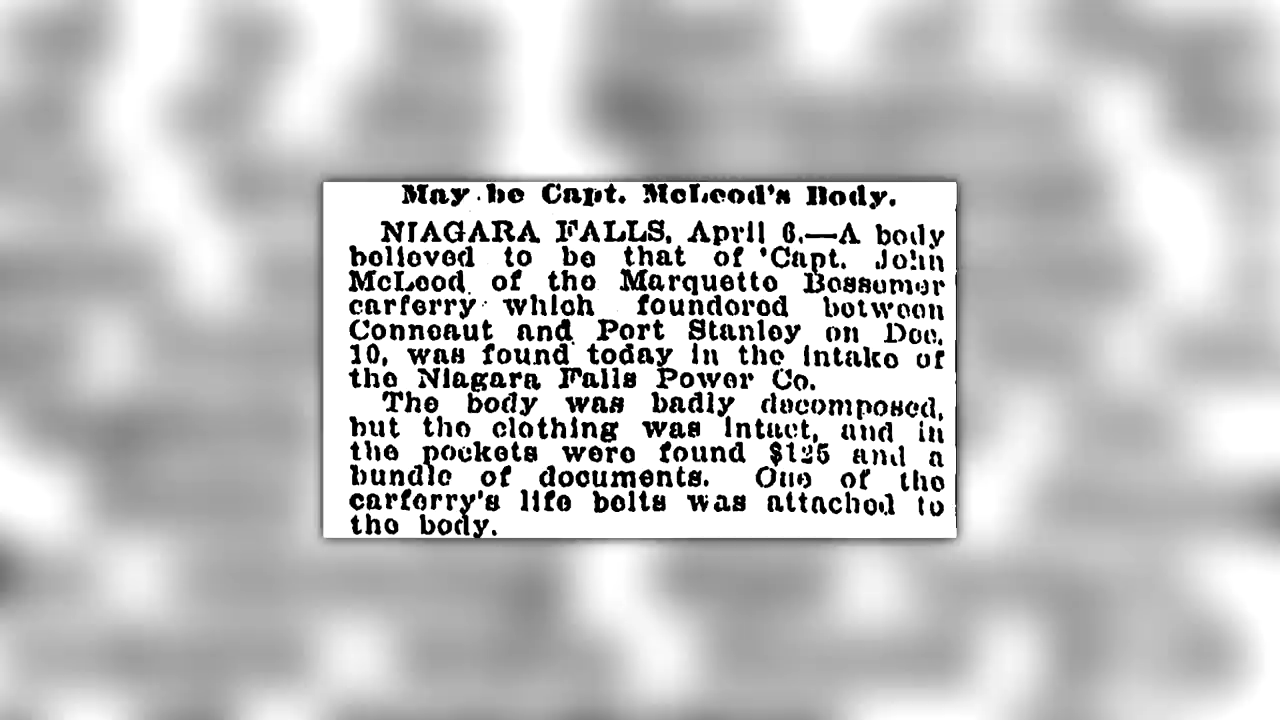 May be Capt. McLeod's Body.
NIAGARA FALLS, April 6.—A body
believed to be that of 'Capt. John
McLeod of the Marquette Bessemer
carferry which foundered between
Conneaut and Port Stanley on Dec.
10, was found today in the intake of
the Niagara Falls Power Co.
The body was badly decomposed,
but the clothing was intact, and in
the pockets were found $125 and a
bundle of documents. One of the
carferry's life belts was attached to
the body.